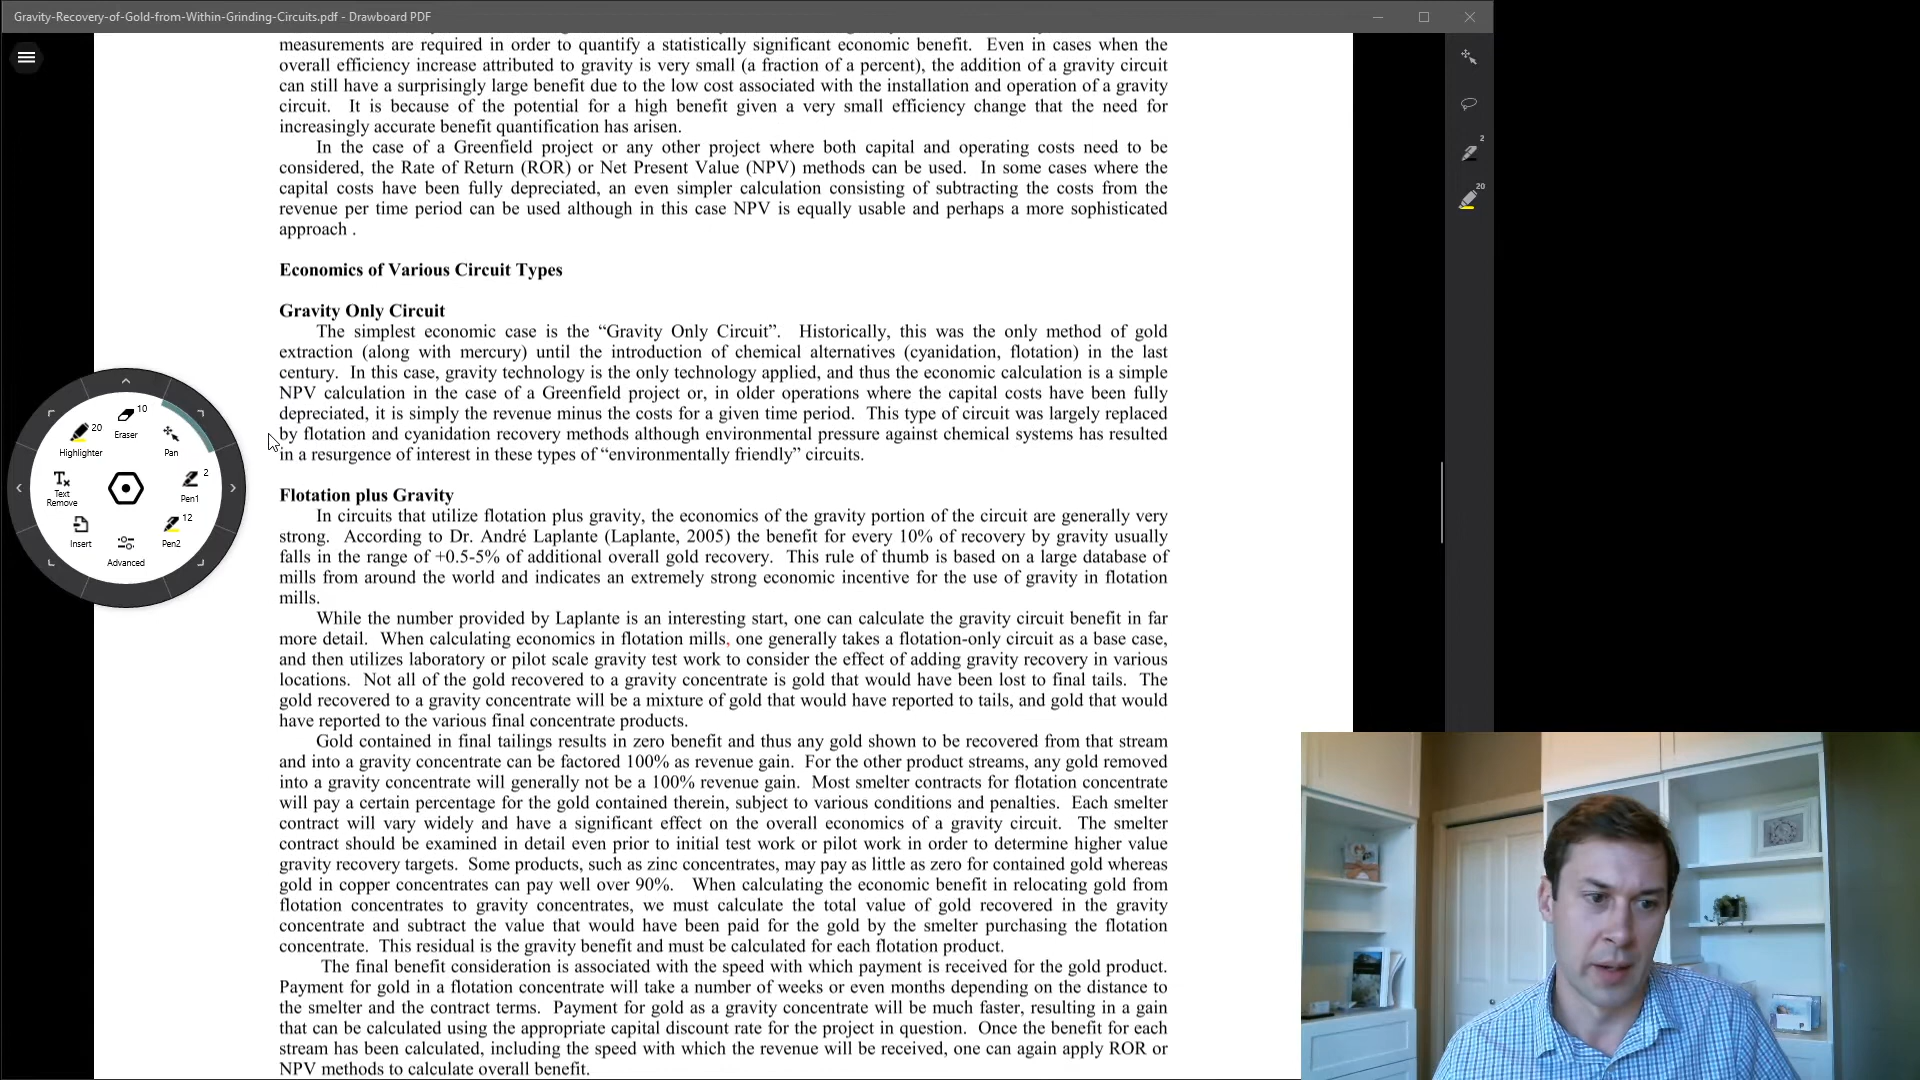 Gravity-Recovery-of-Gold-from-Within-Grinding-Circuits.pdf - Drawboard PDF
measurements are required in order to quantify a statistically significant economic benefit. Even in cases when the
overall efficiency increase attributed to gravity is very small (a fraction of a percent), the addition of a gravity circuit
can still have a surprisingly large benefit due to the low cost associated with the installation and operation of a gravity
circuit. It is because of the potential for a high benefit given a very small efficiency change that the need for
increasingly accurate benefit quantification has arisen.
In the case of a Greenfield project or any other project where both capital and operating costs need to be
considered, the Rate of Return (ROR) or Net Present Value (NPV) methods can be used. In some cases where the
capital costs have been fully depreciated, an even simpler calculation consisting of subtracting the costs from the
revenue per time period can be used although in this case NPV is equally usable and perhaps a more sophisticated
approach .
Economics of Various Circuit Types
Gravity Only Circuit
The simplest economic case is the “Gravity Only Circuit”. Historically, this was the only method of gold
extraction (along with mercury) until the introduction of chemical alternatives (cyanidation, flotation) in the last
century. In this case, gravity technology is the only technology applied, and thus the economic calculation is a simple
NPV calculation in the case of a Greenfield project or, in older operations where the capital costs have been fully
depreciated, it is simply the revenue minus the costs for a given time period. This type of circuit was largely replaced
by flotation and cyanidation recovery methods although environmental pressure against chemical systems has resulted
in a resurgence of interest in these types of “environmentally friendly” circuits.
Flotation plus Gravity
In circuits that utilize flotation plus gravity, the economics of the gravity portion of the circuit are generally very
strong. According to Dr. André Laplante (Laplante, 2005) the benefit for every 10% of recovery by gravity usually
falls in the range of +0.5-5% of additional overall gold recovery. This rule of thumb is based on a large database of
mills from around the world and indicates an extremely strong economic incentive for the use of gravity in flotation
mills.
While the number provided by Laplante is an interesting start, one can calculate the gravity circuit benefit in far
more detail. When calculating economics in flotation mills, one generally takes a flotation-only circuit as a base case,
and then utilizes laboratory or pilot scale gravity test work to consider the effect of adding gravity recovery in various
locations. Not all of the gold recovered to a gravity concentrate is gold that would have been lost to final tails. The
gold recovered to a gravity concentrate will be a mixture of gold that would have reported to tails, and gold that would
have reported to the various final concentrate products.
Gold contained in final tailings results in zero benefit and thus any gold shown to be recovered from that stream
and into a gravity concentrate can be factored 100% as revenue gain. For the other product streams, any gold removed
into a gravity concentrate will generally not be a 100% revenue gain. Most smelter contracts for flotation concentrate
will pay a certain percentage for the gold contained therein, subject to various conditions and penalties. Each smelter
contract will vary widely and have a significant effect on the overall economics of a gravity circuit. The smelter
contract should be examined in detail even prior to initial test work or pilot work in order to determine higher value
gravity recovery targets. Some products, such as zinc concentrates, may pay as little as zero for contained gold whereas
gold in copper concentrates can pay well over 90%. When calculating the economic benefit in relocating gold from
flotation concentrates to gravity concentrates, we must calculate the total value of gold recovered in the gravity
concentrate and subtract the value that would have been paid for the gold by the smelter purchasing the flotation
concentrate. This residual is the gravity benefit and must be calculated for each flotation product.
The final benefit consideration is associated with the speed with which payment is received for the gold product.
Payment for gold in a flotation concentrate will take a number of weeks or even months depending on the distance to
the smelter and the contract terms. Payment for gold as a gravity concentrate will be much faster, resulting in a gain
that can be calculated using the appropriate capital discount rate for the project in question. Once the benefit for each
stream has been calculated, including the speed with which the revenue will be received, one can again apply ROR or
NPV methods to calculate overall benefit.
10
Eraser
20
Highlighter
Pan
Tx
Text
Remove
2
Pen1
Insert
12
Pen2
Advanced
2
20